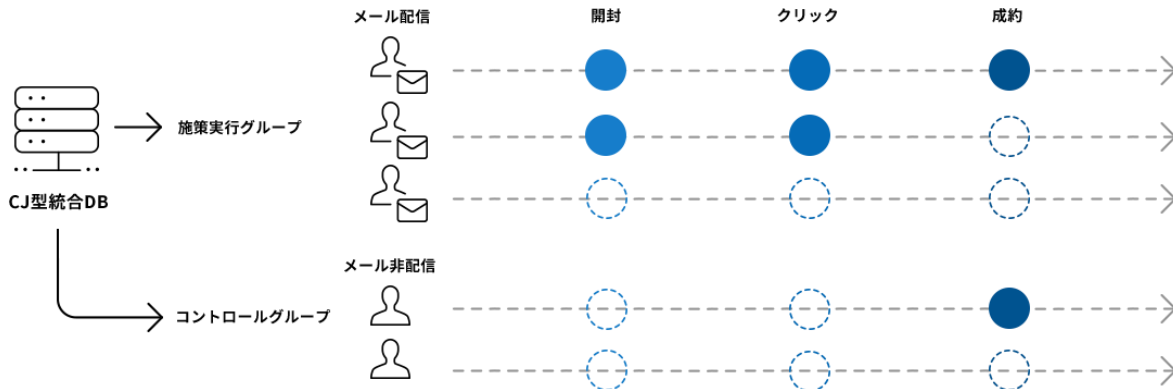 メール配信
開封
クリック
成約
施策実行グループ
CJ型統合DB
メール非配信
コントロールグループ